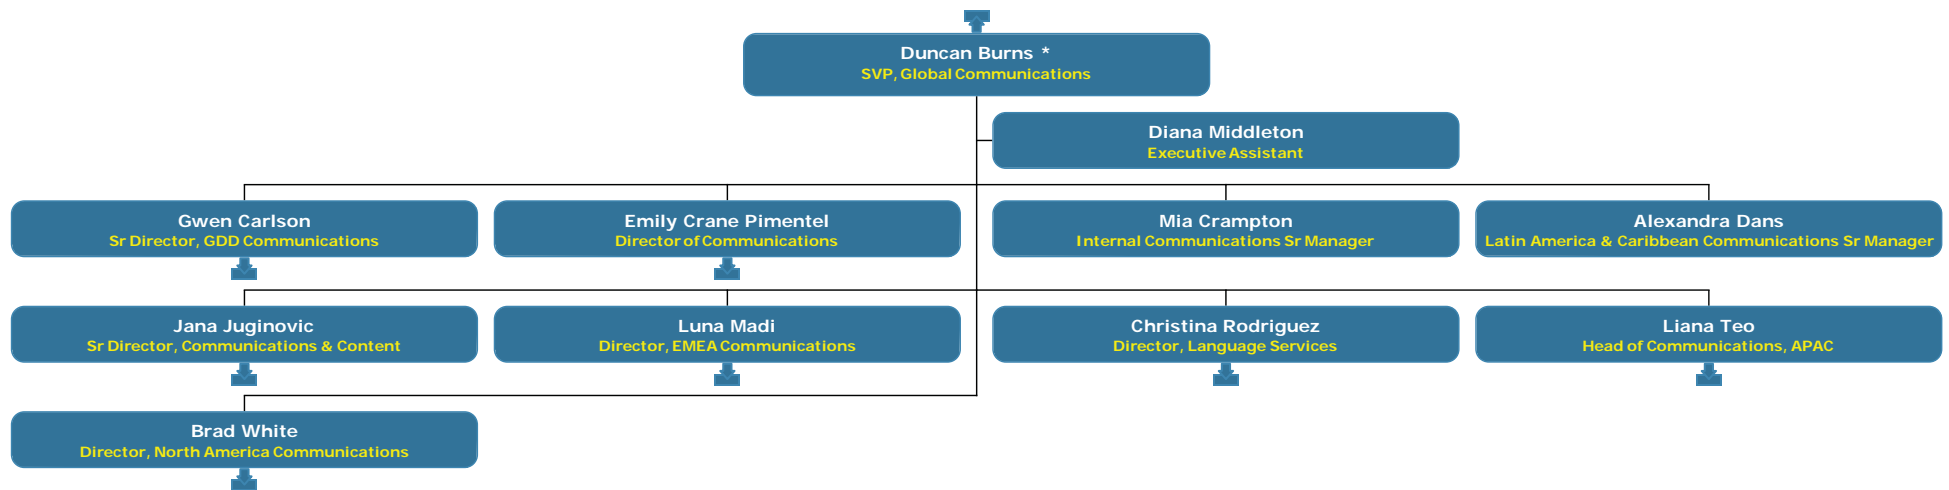 Duncan Burns *
SVP, Global Communications
Diana Middleton
Executive Assistant
Gwen Carlson
Sr Director, GDD Communications
Emily Crane Pimentel
Director of Communications
Mia Crampton
Internal Communications Sr Manager
Alexandra Dans
Latin America & Caribbean Communications Sr Manager
Jana Juginovic
Sr Director, Communications & Content
Luna Madi
Director, EMEA Communications
Christina Rodriguez
Director, Language Services
Liana Teo
Head of Communications, APAC
Brad White
Director, North America Communications